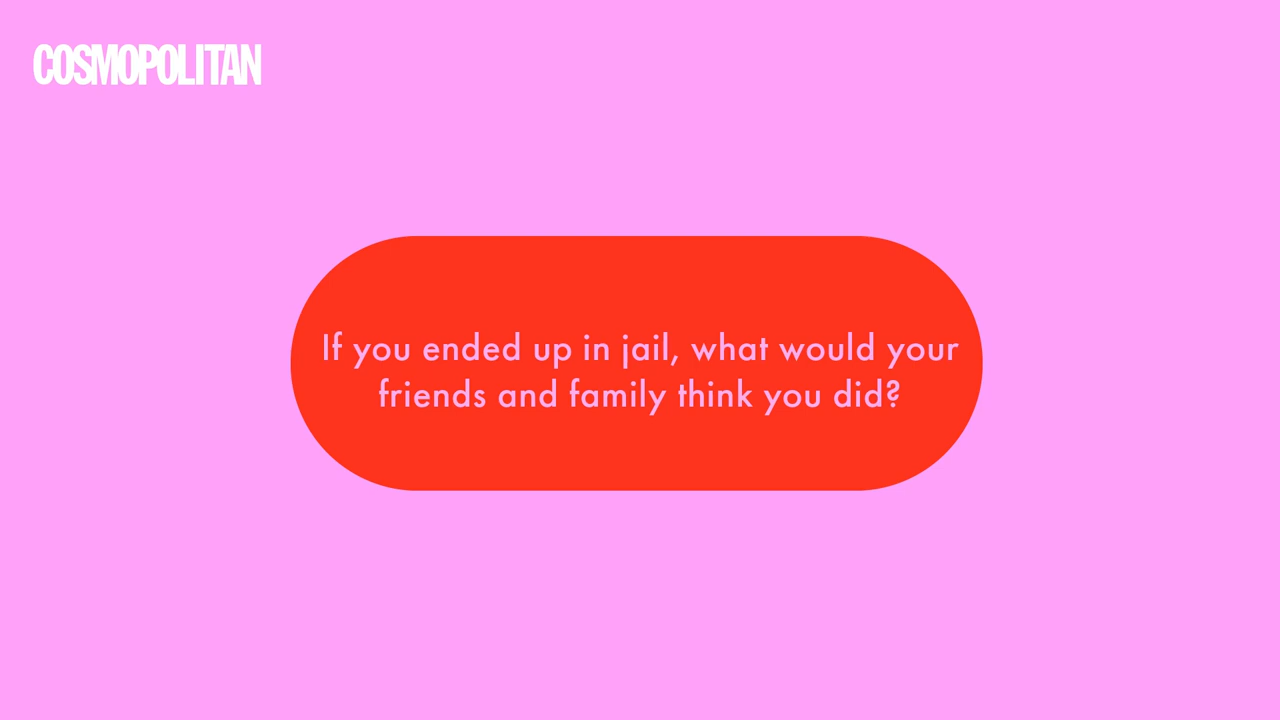 COSMOPOLITAN
If you ended up in jail, what would your
friends and family think you did?